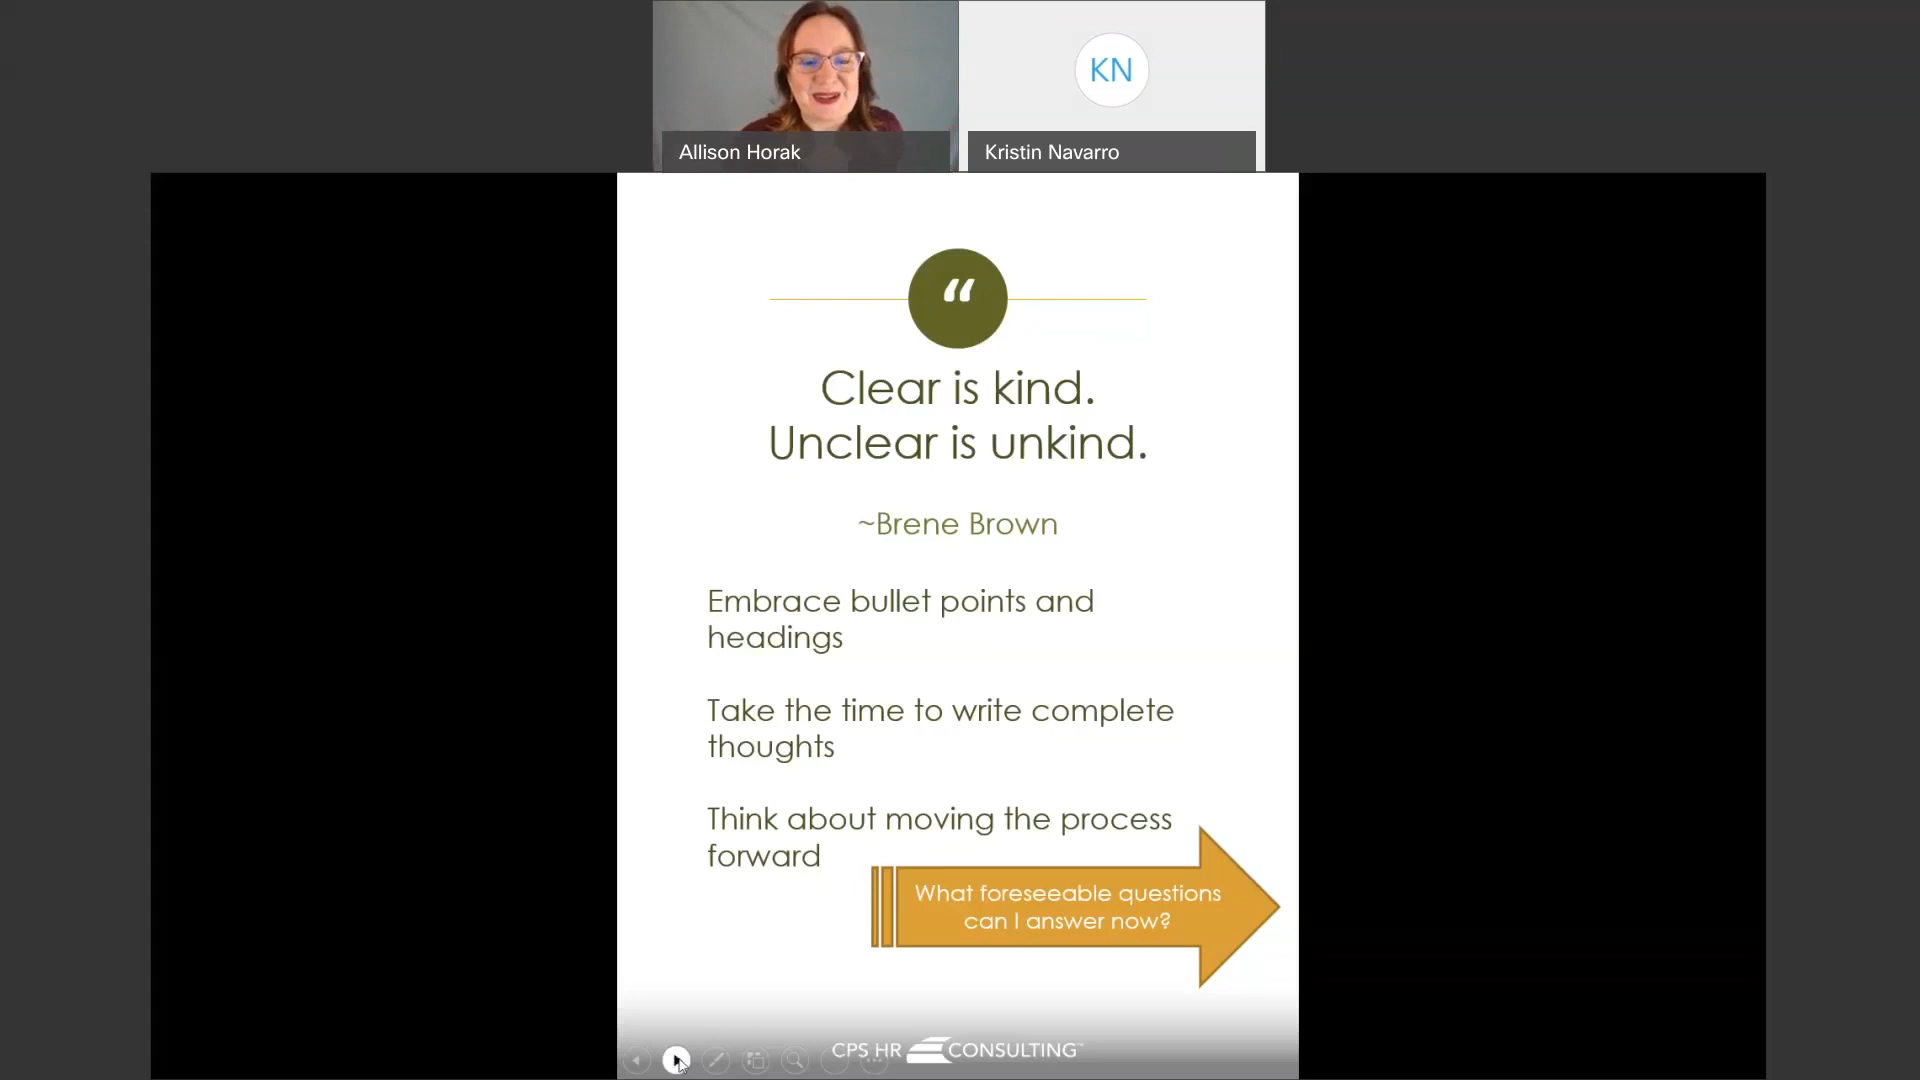 KN
Allison Horak
Kristin Navarro
“
Clear is kind.
Unclear is unkind.
~Brene Brown
Embrace bullet points and
headings
Take the time to write complete
thoughts
Think about moving the process
forward
What foreseeable questions
can I answer now?
CPS HR CONSULTING™